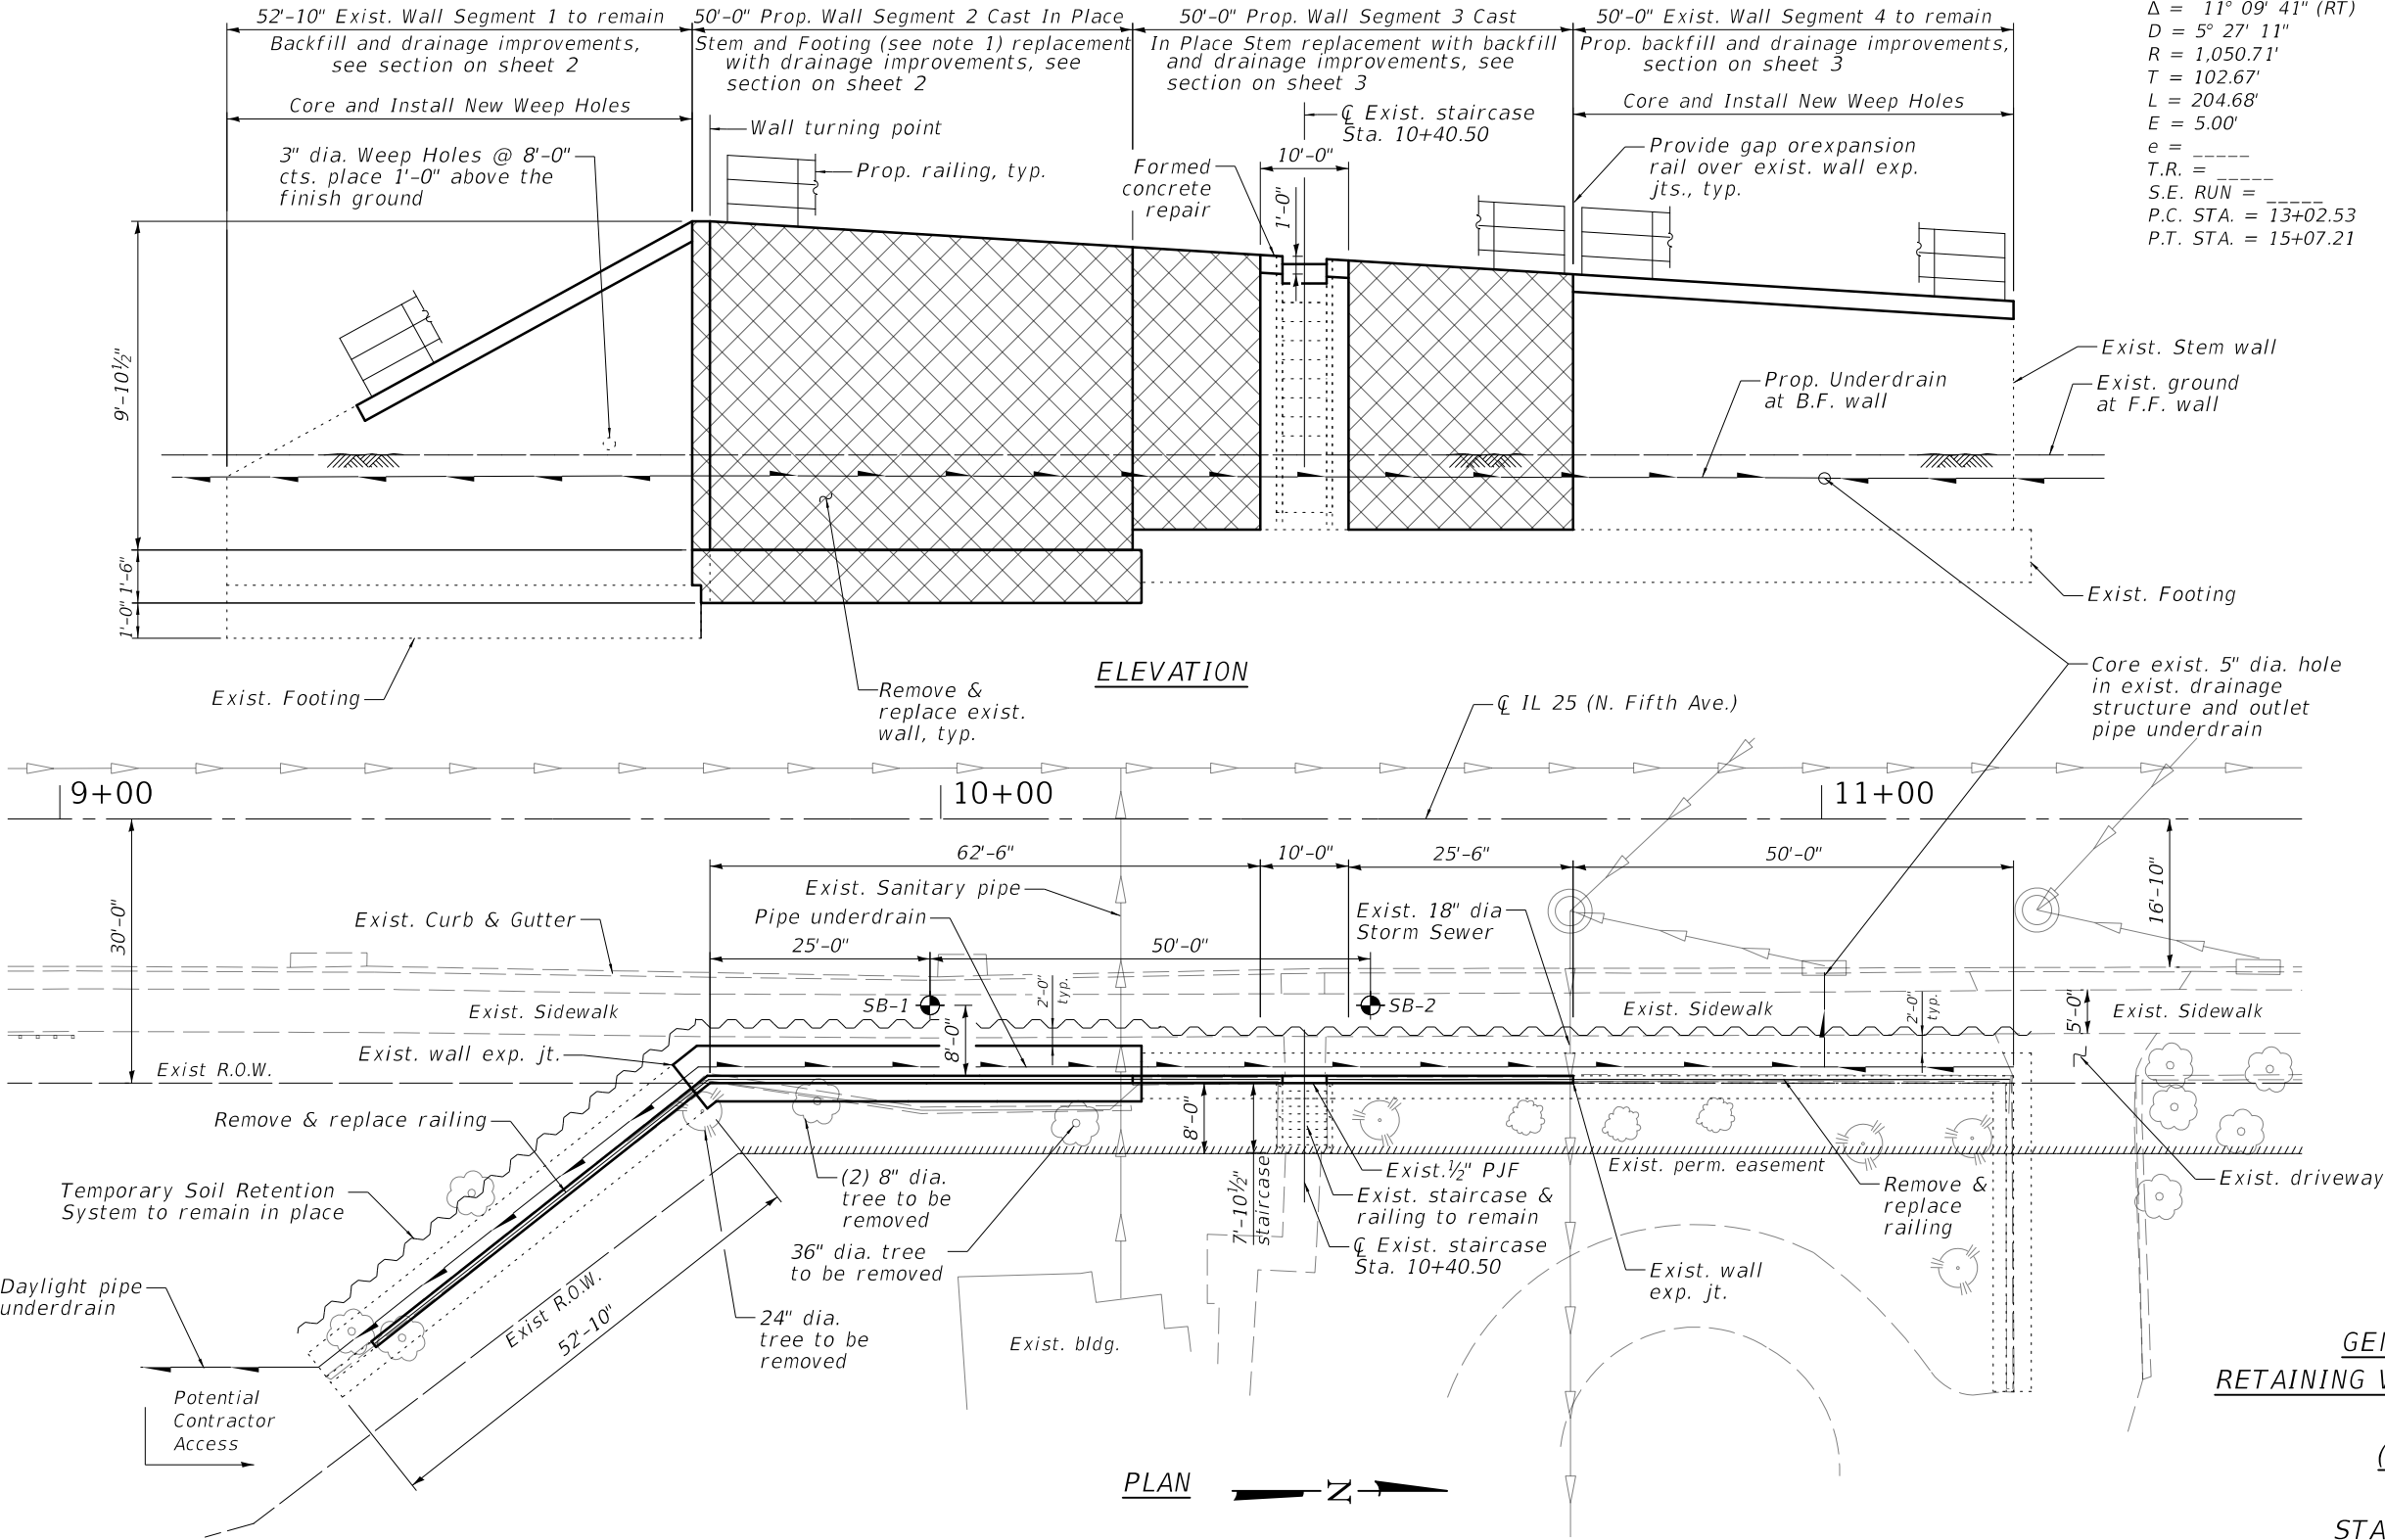 52'-10" Exist. Wall Segment 1 to remain
Backfill and drainage improvements,
see section on sheet 2
Core and Install New Weep Holes
50'-0" Prop. Wall Segment 2 Cast In Place
Stem and Footing (see note 1) replacement
with drainage improvements, see
section on sheet 2
50'-0" Prop. Wall Segment 3 Cast
In Place Stem replacement with backfill
and drainage improvements, see
section on sheet 3
50'-0" Exist. Wall Segment 4 to remain
Prop. backfill and drainage improvements,
section on sheet 3
Core and Install New Weep Holes
Δ = 11° 09' 41" (RT)
D = 5° 27' 11"
R = 1,050.71'
T = 102.67'
L = 204.68'
E = 5.00'
e = _____
T.R. = _____
S.E. RUN = _____
P.C. STA. = 13+02.53
P.T. STA. = 15+07.21
3" dia. Weep Holes @ 8'-0"
cts. place 1'-0" above the
finish ground
Wall turning point
Prop. railing, typ.
Formed
concrete
repair
10'-0"
1'-0"
℄ Exist. staircase
Sta. 10+40.50
Provide gap orexpansion
rail over exist. wall exp.
jts., typ.
9'-10½"
1'-6"
1'-0"
Prop. Underdrain
at B.F. wall
Exist. Stem wall
Exist. ground
at F.F. wall
Exist. Footing
Exist. Footing
Remove &
replace exist.
wall, typ.
ELEVATION
℄ IL 25 (N. Fifth Ave.)
Core exist. 5" dia. hole
in exist. drainage
structure and outlet
pipe underdrain
9+00
10+00
11+00
62'-6"
10'-0"
25'-6"
50'-0"
30'-0"
16'-10"
Exist. Sanitary pipe
Pipe underdrain
Exist. Curb & Gutter
25'-0"
50'-0"
Exist. 18" dia
Storm Sewer
SB-1
SB-2
8'-0"
2'-0"
typ.
2'-0"
typ.
5'-0"
Exist. Sidewalk
Exist. Sidewalk
Exist. Sidewalk
Exist. wall exp. jt.
Exist R.O.W.
Remove & replace railing
Temporary Soil Retention
System to remain in place
Daylight pipe
underdrain
Potential
Contractor
Access
Exist R.O.W.
52'-10"
(2) 8" dia.
tree to be
removed
36" dia. tree
to be removed
24" dia.
tree to be
removed
8'-0"
7'-10½"
staircase
Exist. ½" PJF
Exist. staircase &
railing to remain
℄ Exist. staircase
Sta. 10+40.50
Exist. perm. easement
Remove &
replace
railing
Exist. driveway
Exist. wall
exp. jt.
Exist. bldg.
PLAN
N
GE
RETAINING
(
STA